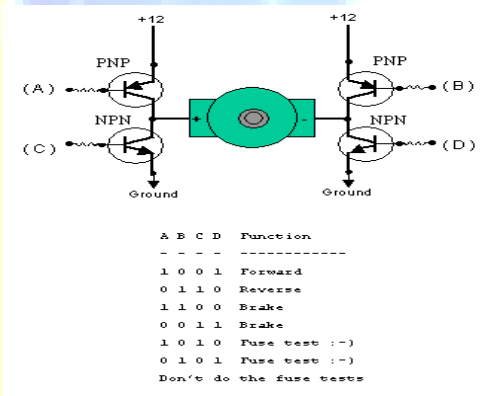 +12 +12
PNP PNP
(A) (B)
+ -
NPN NPN
(C) (D)
Ground Ground
A B C D Function
- - - - ------------
1 0 0 1 Forward
0 1 1 0 Reverse
1 1 0 0 Brake
0 0 1 1 Brake
1 0 1 0 Fuse test :-)
0 1 0 1 Fuse test :-)
Don't do the fuse tests